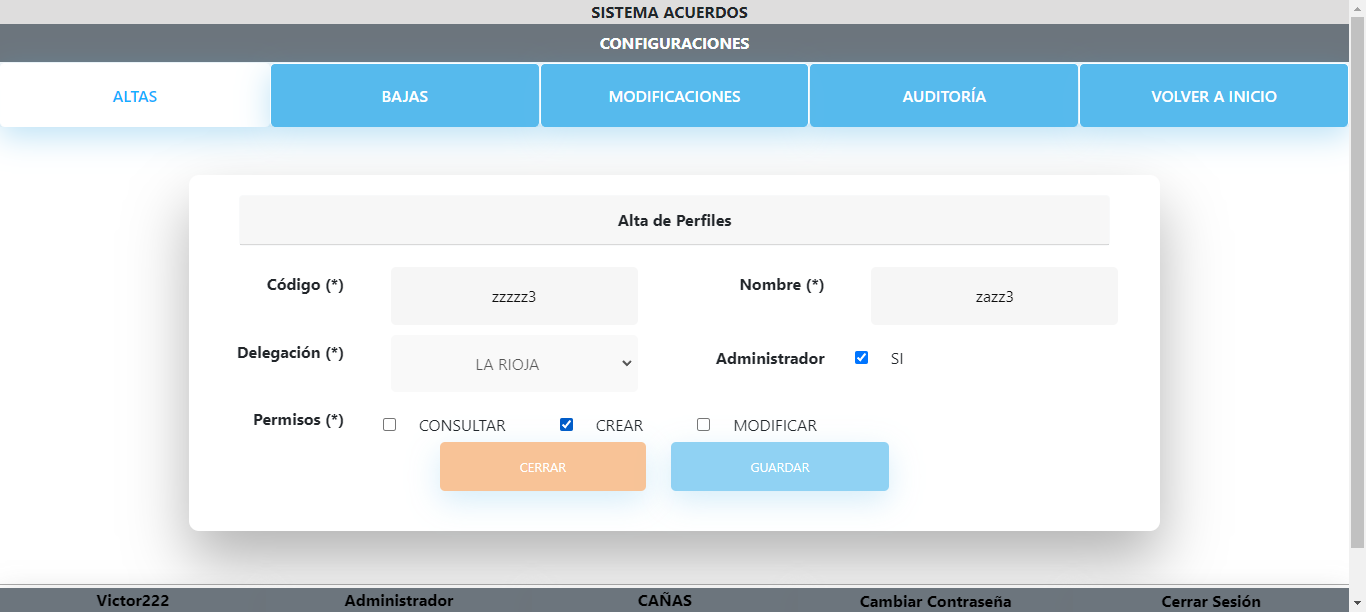 SISTEMA ACUERDOS
CONFIGURACIONES
ALTAS BAJAS MODIFICACIONES AUDITORÍA VOLVER A INICIO
Alta de Perfiles
Código (*) zzzzz3 Nombre (*) zazz3
Delegación (*) LA RIOJA Administrador SI
Permisos (*) CONSULTAR CREAR MODIFICAR
CERRAR GUARDAR
Victor222 Administrador CAÑAS Cambiar Contraseña Cerrar Sesión